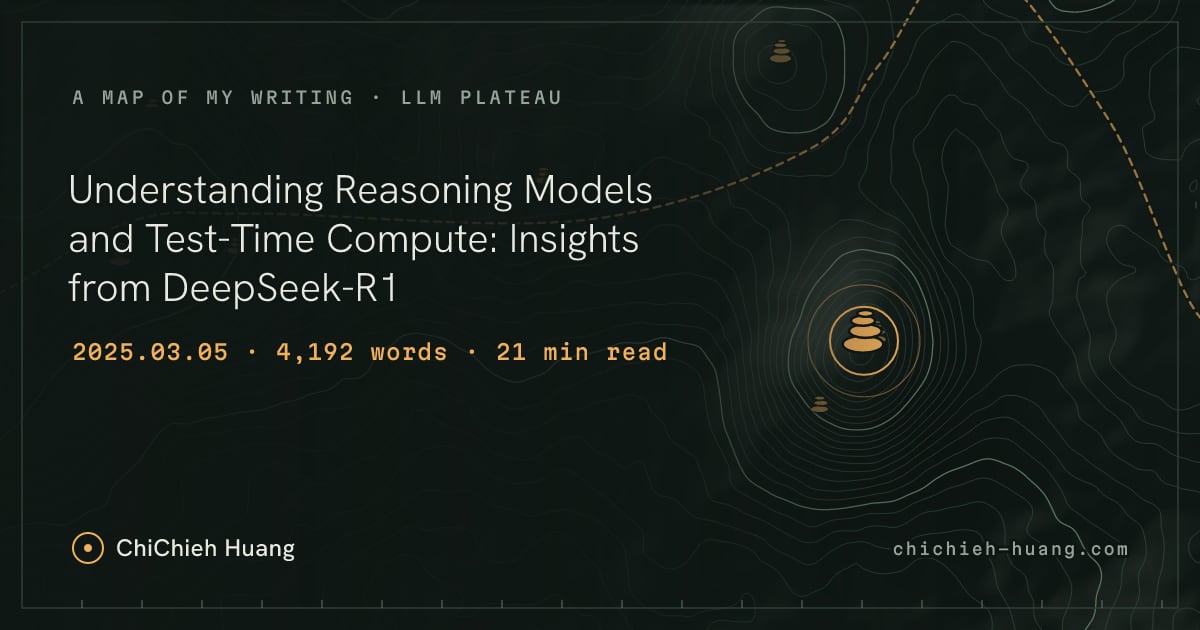 A MAP OF MY WRITING · LLM PLATEAU
Understanding Reasoning Models
and Test-Time Compute: Insights
from DeepSeek-R1
2025.03.05 · 4,192 words · 21 min read
ChiChieh Huang
chichieh-huang.com